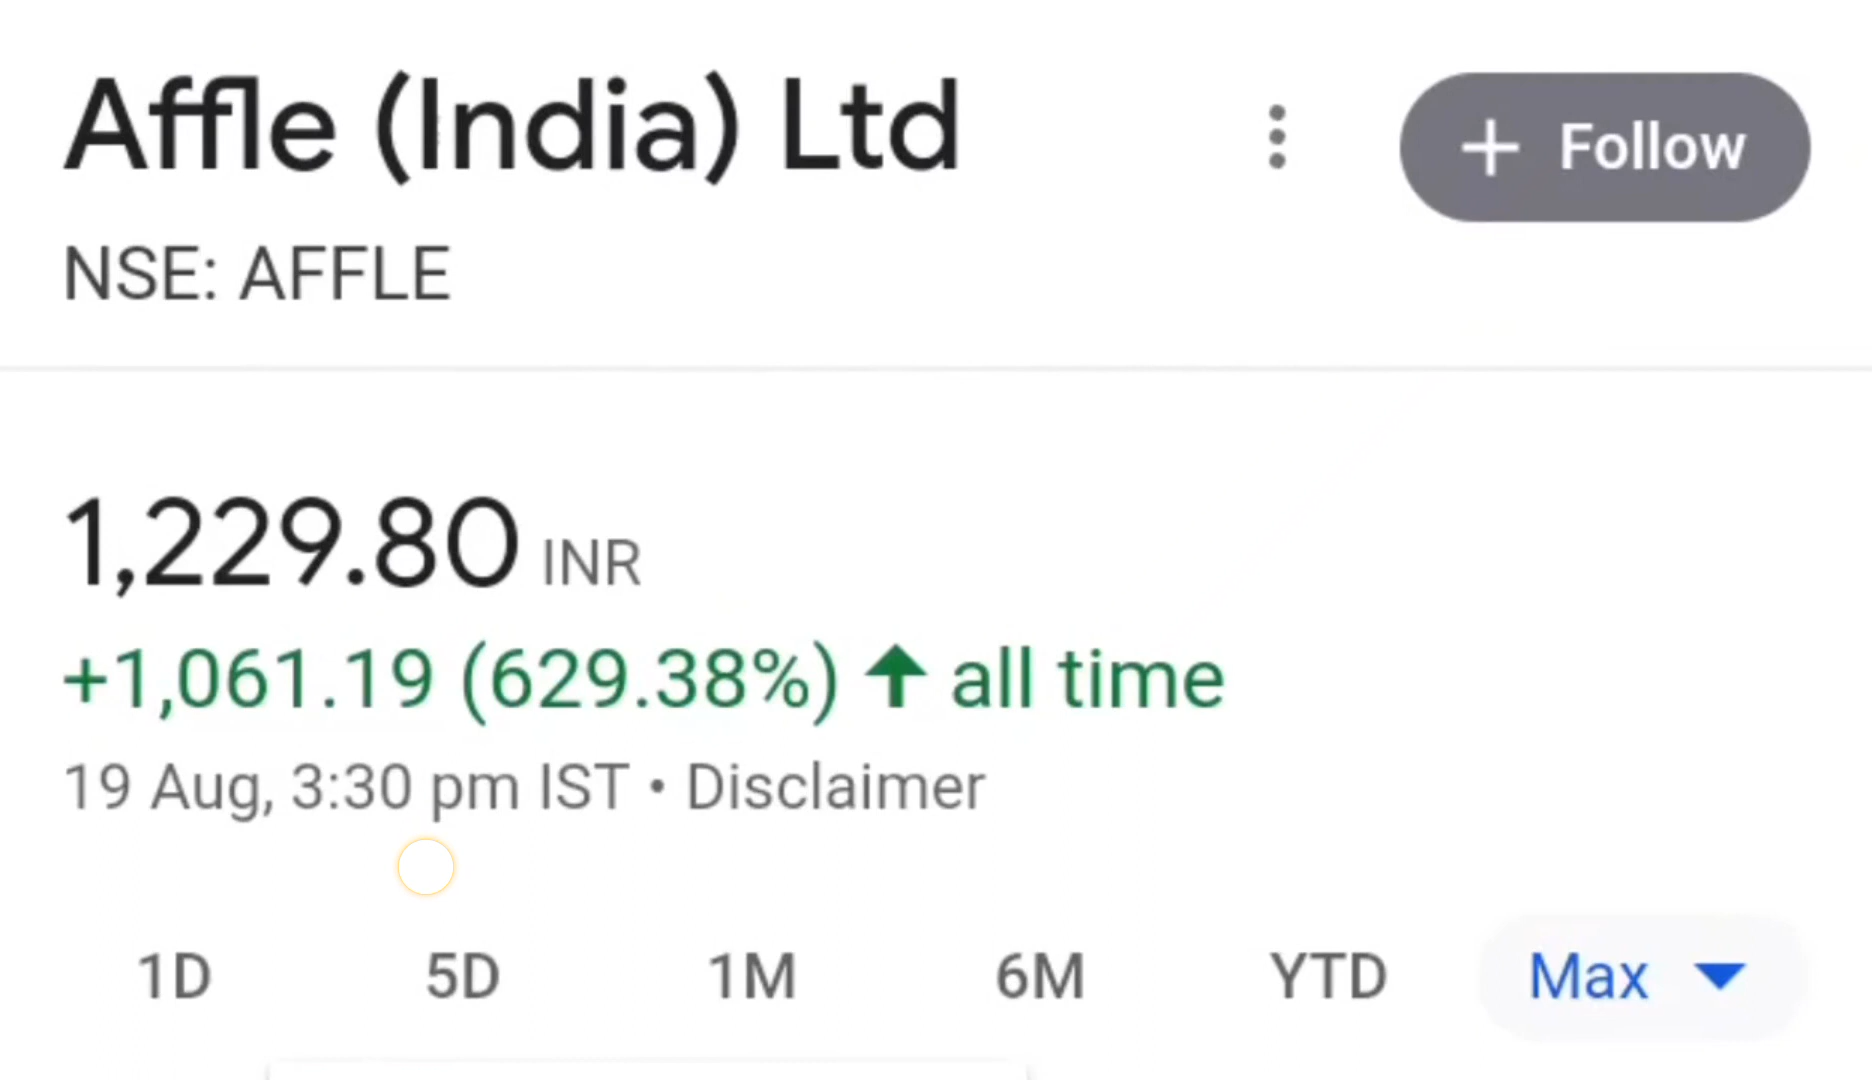 Affle (India) Ltd
+ Follow
NSE: AFFLE
1,229.80 INR
+1,061.19 (629.38%) ↑ all time
19 Aug, 3:30 pm IST • Disclaimer
1D 5D 1M 6M YTD Max